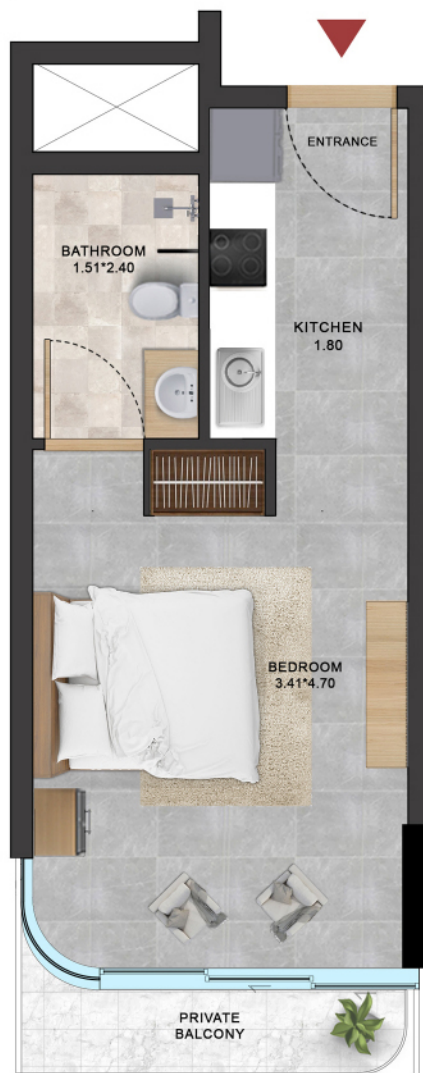 ENTRANCE
BATHROOM
1.51*2.40
KITCHEN
1.80
BEDROOM
3.41*4.70
PRIVATE
BALCONY